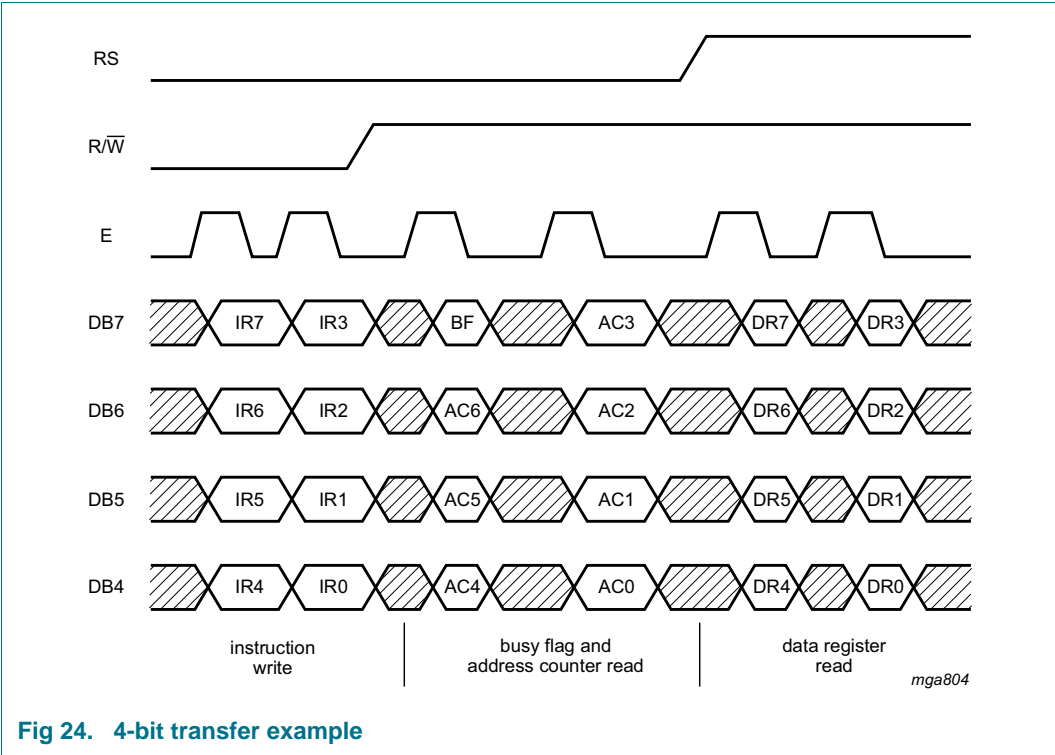 RS
R/W̅
E
DB7 IR7 IR3 BF AC3 DR7 DR3
DB6 IR6 IR2 AC6 AC2 DR6 DR2
DB5 IR5 IR1 AC5 AC1 DR5 DR1
DB4 IR4 IR0 AC4 AC0 DR4 DR0
instruction
write
busy flag and
address counter read
data register
read
mga804
Fig 24. 4-bit transfer example